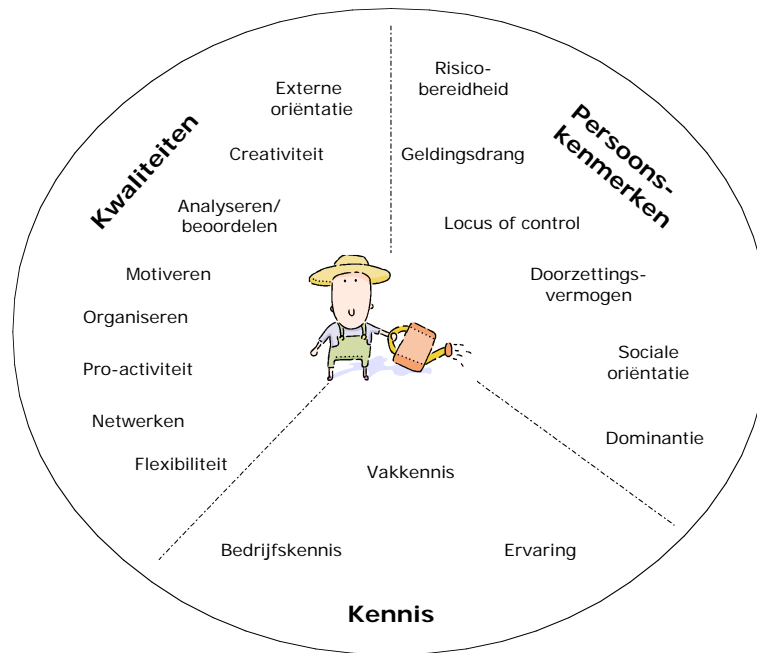 Kwaliteiten
Externe
oriëntatie
Creativiteit
Analyseren/
beoordelen
Motiveren
Organiseren
Pro-activiteit
Netwerken
Flexibiliteit
Persoons-
kenmerken
Risico-
bereidheid
Geldingsdrang
Locus of control
Doorzettings-
vermogen
Sociale
oriëntatie
Dominantie
Vakkennis
Bedrijfskennis
Ervaring
Kennis